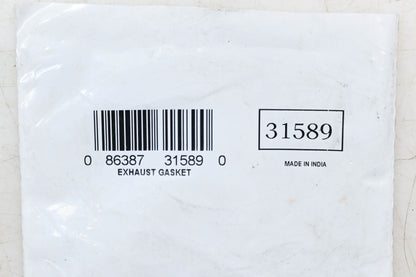 0 86387 31589 0
EXHAUST GASKET
31589
MADE IN INDIA